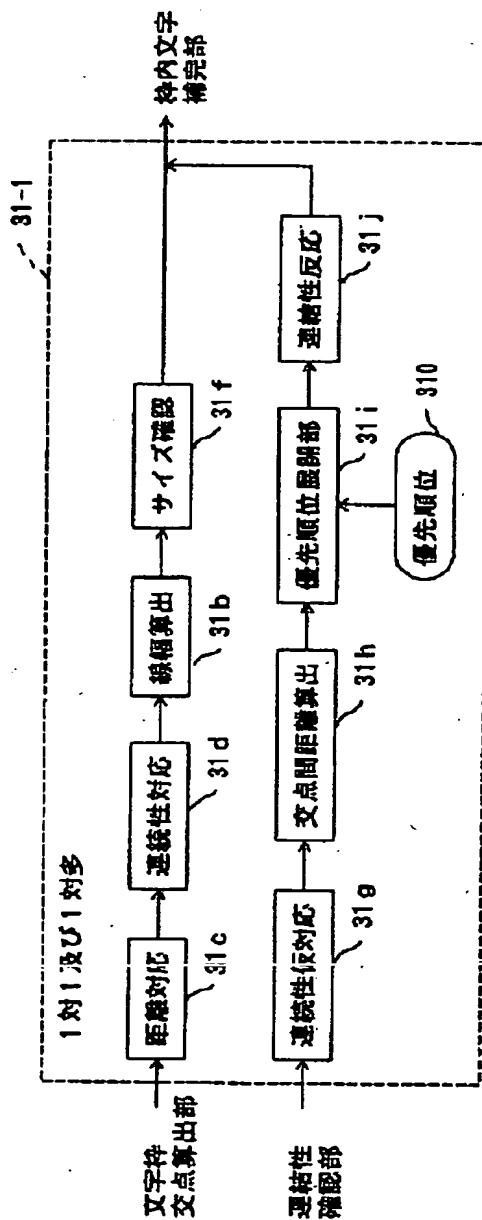 31-1
1対1及び1対多
文字枠
交点算出部
距離対応
31c
連続性対応
31d
線幅算出
31b
サイズ確認
31f
枠内文字
補完部
連結性
確認部
連続性仮対応
31g
交点間距離算出
31h
優先順位展開部
31i
連結性反応
31j
優先順位
310